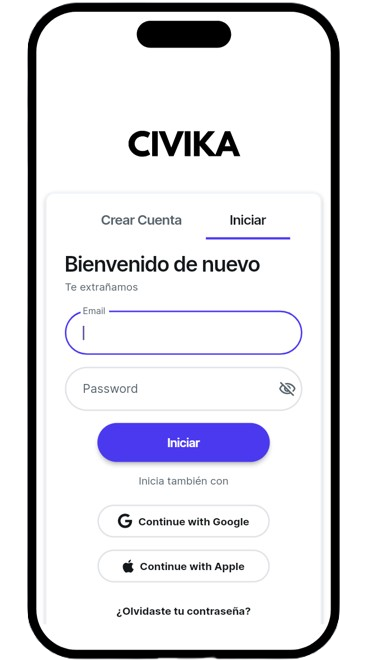 CIVIKA
Crear Cuenta
Iniciar
Bienvenido de nuevo
Te extrañamos
Email
Password
Iniciar
Inicia también con
Continue with Google
Continue with Apple
¿Olvidaste tu contraseña?